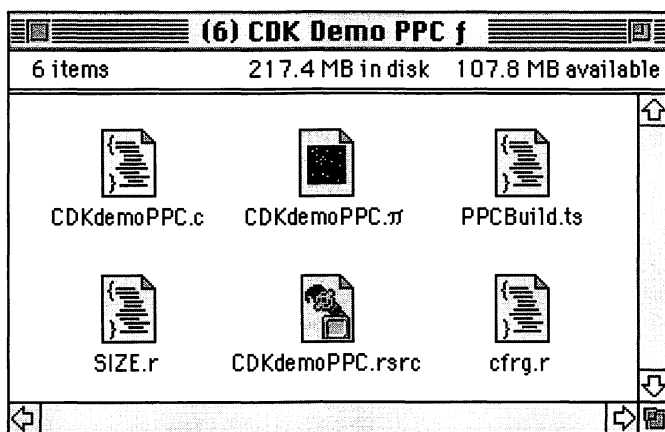 (6) CDK Demo PPC ƒ
6 items 217.4 MB in disk 107.8 MB available
CDKdemoPPC.c CDKdemoPPC.π PPCBuild.ts
SIZE.r CDKdemoPPC.rsrc cfrg.r